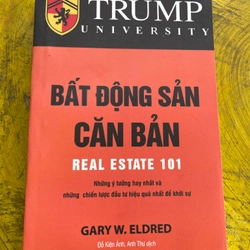 TRUMP
UNIVERSITY
BẤT ĐỘNG SẢN
CĂN BẢN
REAL ESTATE 101
Những ý tưởng hay nhất và
những chiến lược đầu tư hiệu quả nhất để khởi sự
GARY W. ELDRED
Đỗ Kiện Ảnh, Anh Thư dịch